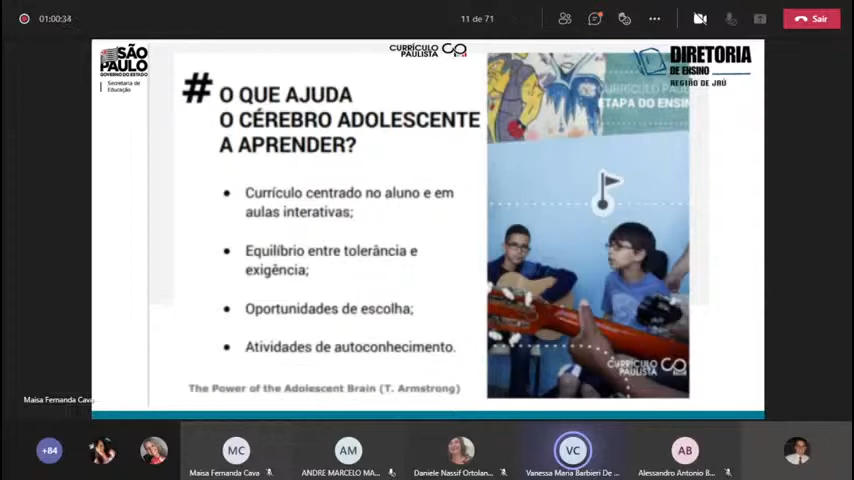 01:00:34
11 de 71
Sair
SÃO
PAULO
GOVERNO DO ESTADO
Secretaria de
Educação
CURRÍCULO
PAULISTA
DIRETORIA
DE ENSINO
REGIÃO DE JAÚ
# O QUE AJUDA
O CÉREBRO ADOLESCENTE
A APRENDER?
• Currículo centrado no aluno e em
aulas interativas;
• Equilíbrio entre tolerância e
exigência;
• Oportunidades de escolha;
• Atividades de autoconhecimento.
The Power of the Adolescent Brain (T. Armstrong)
ETAPA DO ENSIN
CURRÍCULO
PAULISTA
Maisa Fernanda Cava
+84
MC
Maisa Fernanda Cava
AM
ANDRE MARCELO MA...
Daniele Nassif Ortolan...
VC
Vanessa Maria Barbieri De ...
AB
Alessandro Antonio B...